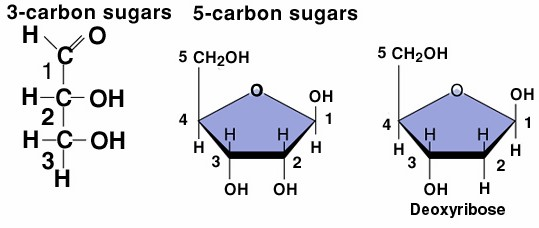 3-carbon sugars
H O
C
1
H-C-OH
2
H-C-OH
3
H
5-carbon sugars
5 CH2OH
O
OH
4 1
H H H H
3 2
OH OH
5 CH2OH
O
OH
4 1
H H H H
3 2
OH H
Deoxyribose